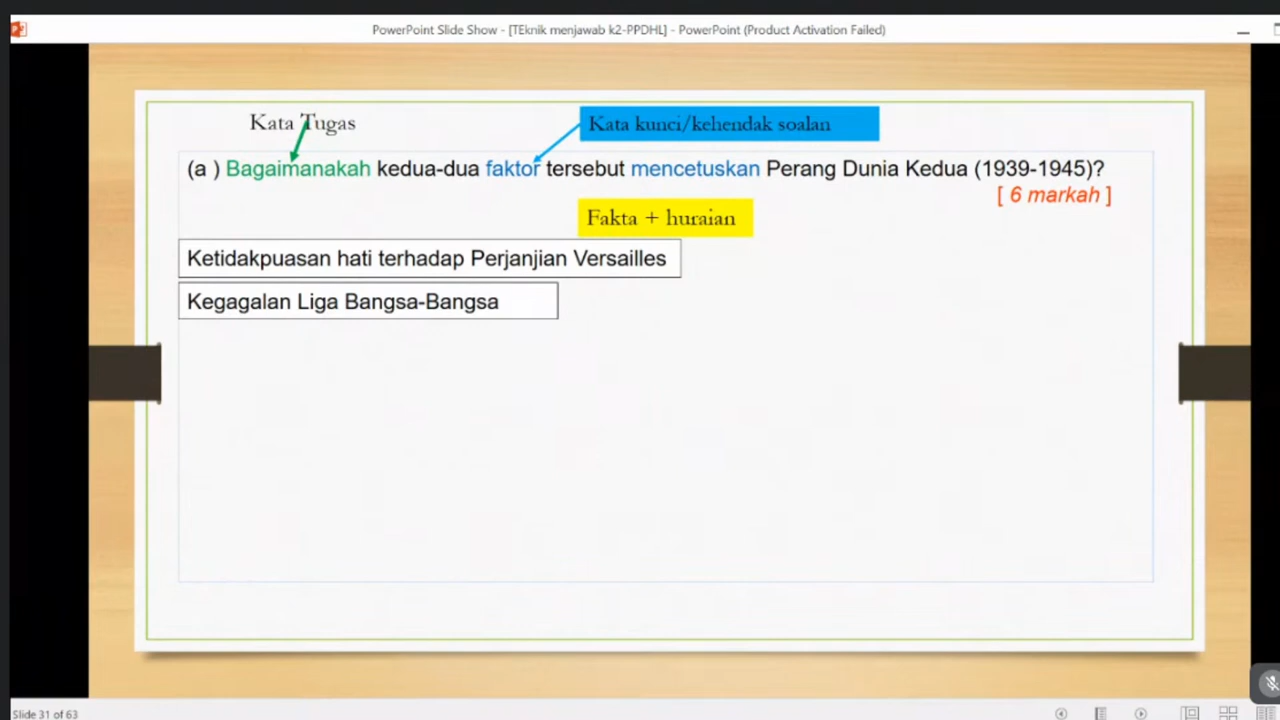 PowerPoint Slide Show - [TEknik menjawab k2-PPDHL] - PowerPoint (Product Activation Failed)
Kata Tugas
Kata kunci/kehendak soalan
(a ) Bagaimanakah kedua-dua faktor tersebut mencetuskan Perang Dunia Kedua (1939-1945)?
[ 6 markah ]
Fakta + huraian
Ketidakpuasan hati terhadap Perjanjian Versailles
Kegagalan Liga Bangsa-Bangsa
Slide 31 of 63